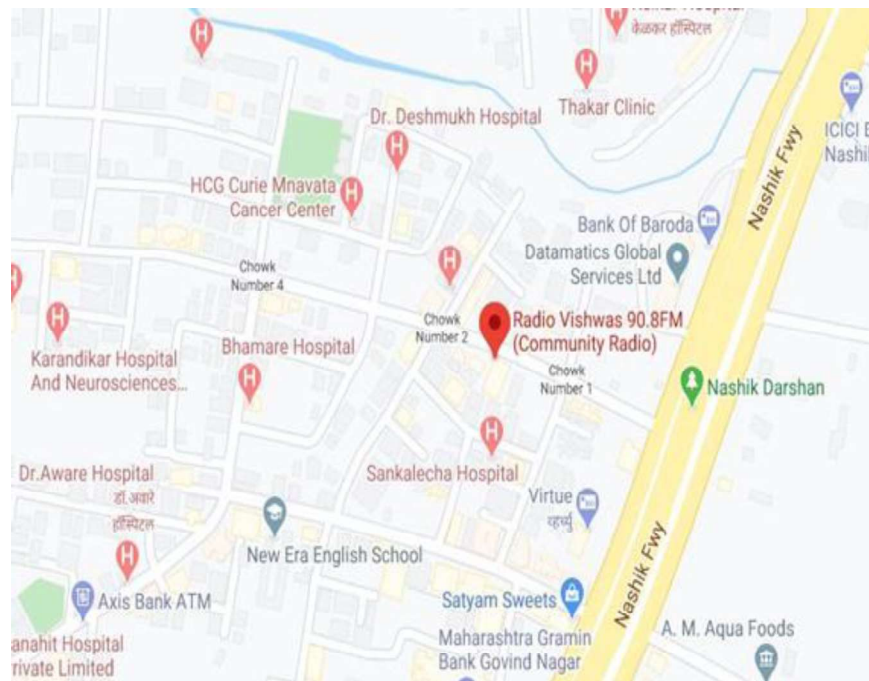 केळकर हॉस्पिटल
Thakar Clinic
Dr. Deshmukh Hospital
ICICI
Nashik Fwy
HCG Curie Mnavata
Cancer Center
Bank Of Baroda
Datamatics Global
Services Ltd
Chowk
Number 4
Chowk
Number 2
Radio Vishwas 90.8FM
(Community Radio)
Karandikar Hospital
And Neurosciences...
Bhamare Hospital
Chowk
Number 1
Nashik Darshan
Sankalecha Hospital
Dr.Aware Hospital
डॉ. अवारे
हॉस्पिटल
Virtue
व्हर्च्यु
New Era English School
Nashik Fwy
Axis Bank ATM
Satyam Sweets
Maharashtra Gramin
Bank Govind Nagar
A. M. Aqua Foods
anahit Hospital
rivate Limited